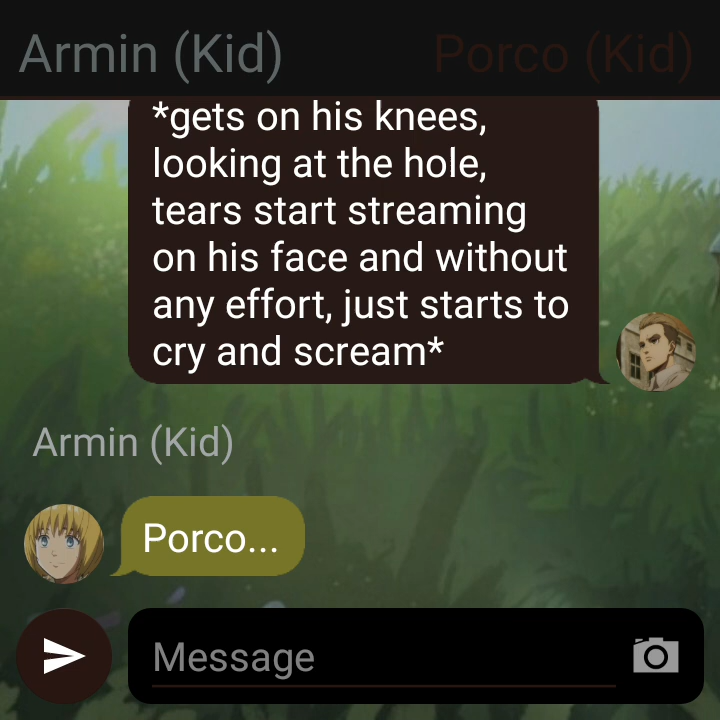 Armin (Kid) Porco (Kid)
*gets on his knees,
looking at the hole,
tears start streaming
on his face and without
any effort, just starts to
cry and scream*
Armin (Kid)
Porco...
Message